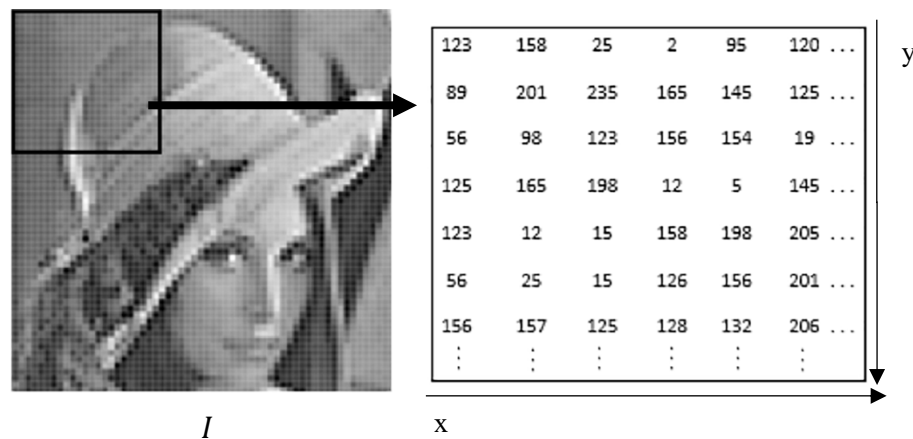 123 158 25 2 95 120 ...
y
89 201 235 165 145 125 ...
56 98 123 156 154 19 ...
125 165 198 12 5 145 ...
123 12 15 158 198 205 ...
56 25 15 126 156 201 ...
156 157 125 128 132 206 ...
⋮ ⋮ ⋮ ⋮ ⋮ ⋮
I
x